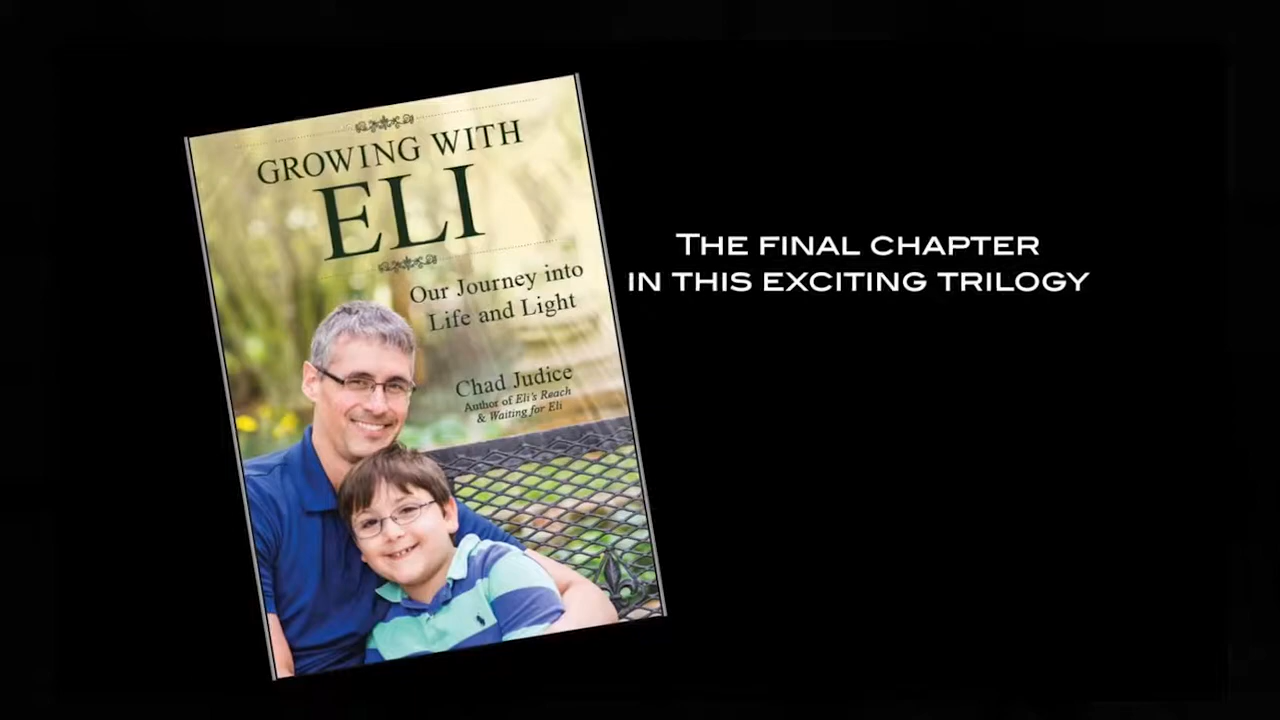 GROWING WITH
ELI
Our Journey into
Life and Light
Chad Judice
Author of Eli's Reach
& Waiting for Eli
THE FINAL CHAPTER
IN THIS EXCITING TRILOGY